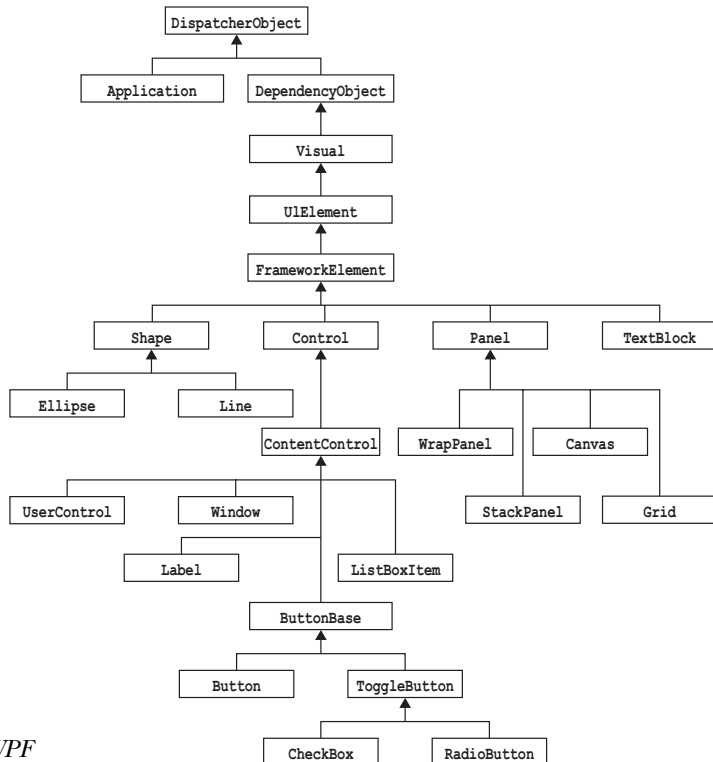 DispatcherObject
Application DependencyObject
Visual
UIElement
FrameworkElement
Shape Control Panel TextBlock
Ellipse Line
ContentControl WrapPanel Canvas
UserControl Window StackPanel Grid
Label ListBoxItem
ButtonBase
Button ToggleButton
CheckBox RadioButton